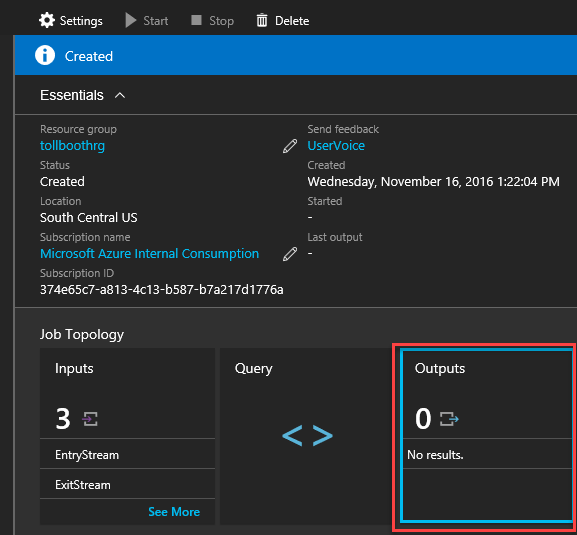 Settings Start Stop Delete
Created
Essentials
Resource group Send feedback
tollboothrg UserVoice
Status Created
Created Wednesday, November 16, 2016 1:22:04 PM
Location Started
South Central US -
Subscription name Last output
Microsoft Azure Internal Consumption -
Subscription ID
374e65c7-a813-4c13-b587-b7a217d1776a
Job Topology
Inputs Query Outputs
3 < > 0
EntryStream No results.
ExitStream
See More